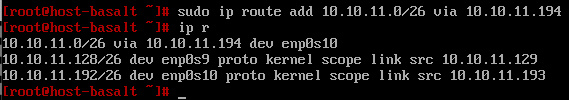 [root@host-basalt ~]# sudo ip route add 10.10.11.0/26 via 10.10.11.194
[root@host-basalt ~]# ip r
10.10.11.0/26 via 10.10.11.194 dev enp0s10
10.10.11.128/26 dev enp0s9 proto kernel scope link src 10.10.11.129
10.10.11.192/26 dev enp0s10 proto kernel scope link src 10.10.11.193
[root@host-basalt ~]# _